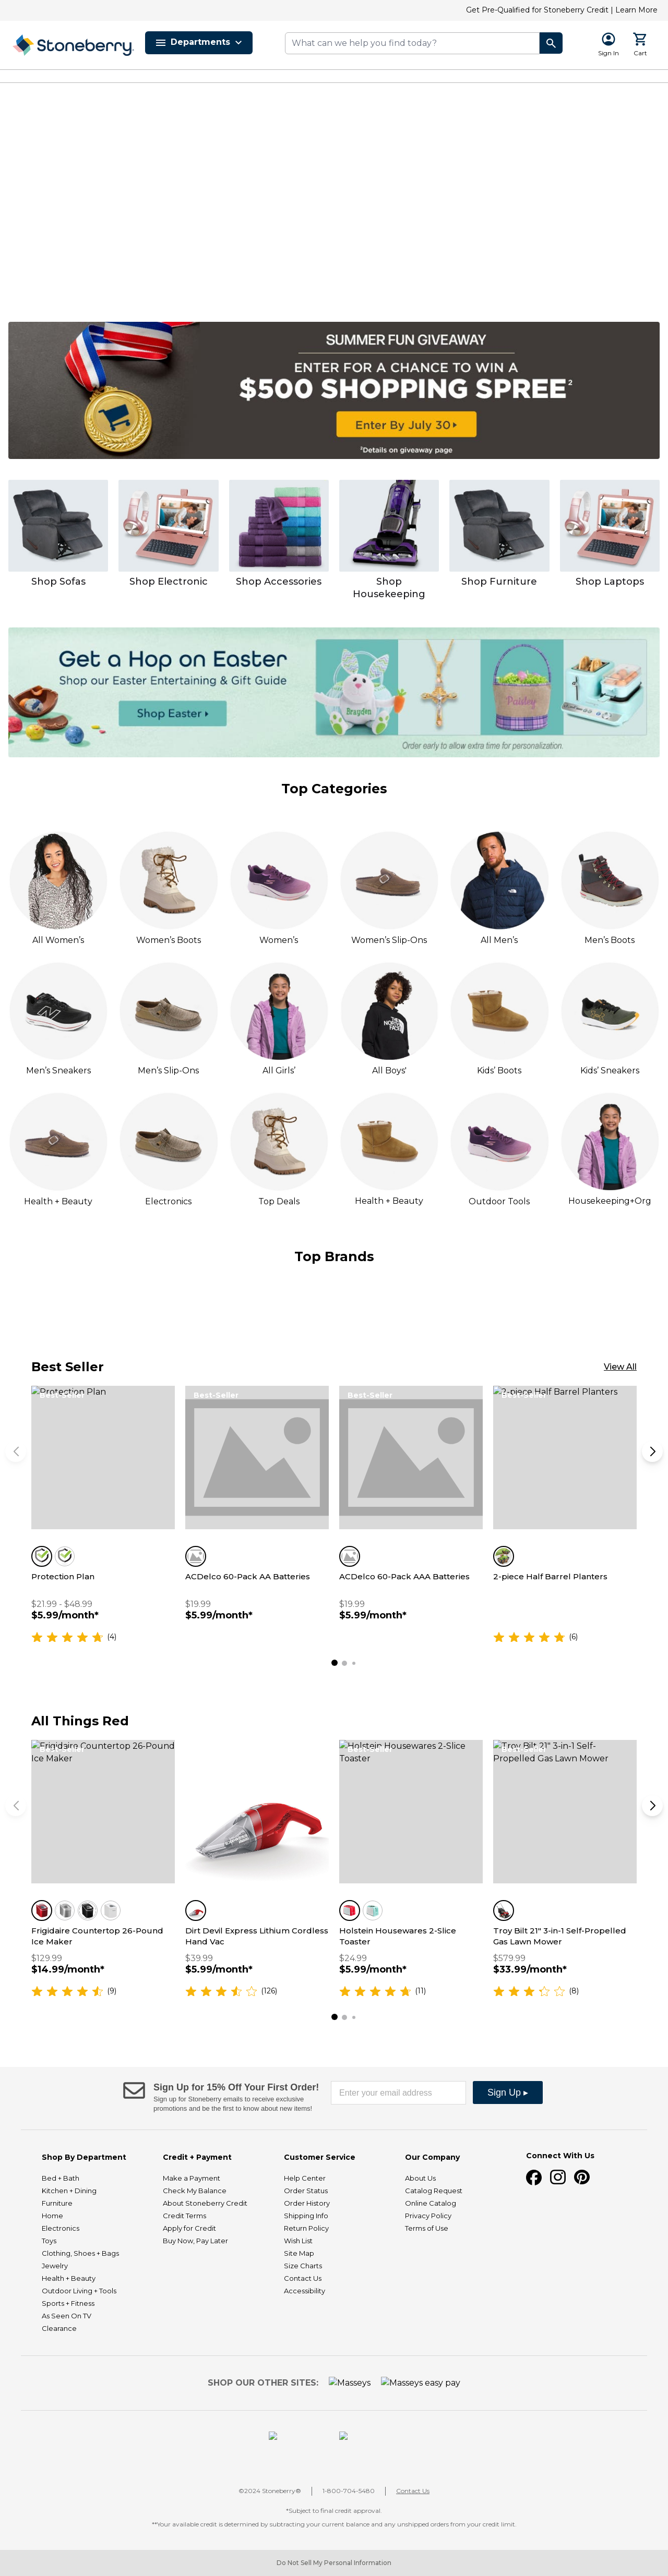 Get Pre-Qualified for Stoneberry Credit | Learn More
Stoneberry
Departments
What can we help you find today?
Sign In
Cart
SUMMER FUN GIVEAWAY
ENTER FOR A CHANCE TO WIN A
$500 SHOPPING SPREE²
Enter By July 30
²Details on giveaway page
Shop Sofas
Shop Electronic
Shop Accessories
Shop
Housekeeping
Shop Furniture
Shop Laptops
Get a Hop on Easter
Shop our Easter Entertaining & Gift Guide
Shop Easter
Brayden
Paisley
Order early to allow extra time for personalization.
Top Categories
All Women's
Women's Boots
Women's
Women's Slip-Ons
All Men's
Men's Boots
Men's Sneakers
Men's Slip-Ons
All Girls'
All Boys'
Kids' Boots
Kids' Sneakers
Health + Beauty
Electronics
Top Deals
Health + Beauty
Outdoor Tools
Housekeeping+Org
Top Brands
Best Seller
View All
Protection Plan
Best-Seller
Best-Seller
Best-Seller
2-piece Half Barrel Planters
Best-Seller
Protection Plan
$21.99 - $48.99
$5.99/month*
(4)
ACDelco 60-Pack AA Batteries
$19.99
$5.99/month*
ACDelco 60-Pack AAA Batteries
$19.99
$5.99/month*
2-piece Half Barrel Planters
(6)
All Things Red
Frigidaire Countertop 26-Pound
Ice Maker
Best-Seller
Holstein Housewares 2-Slice
Toaster
Best-Seller
Troy Bilt 21" 3-in-1 Self-
Propelled Gas Lawn Mower
Best-Seller
Frigidaire Countertop 26-Pound
Ice Maker
$129.99
$14.99/month*
(9)
Dirt Devil Express Lithium Cordless
Hand Vac
$39.99
$5.99/month*
(126)
Holstein Housewares 2-Slice
Toaster
$24.99
$5.99/month*
(11)
Troy Bilt 21" 3-in-1 Self-Propelled
Gas Lawn Mower
$579.99
$33.99/month*
(8)
Sign Up for 15% Off Your First Order!
Sign up for Stoneberry emails to receive exclusive
promotions and be the first to know about new items!
Enter your email address
Sign Up ▸
Shop By Department
Bed + Bath
Kitchen + Dining
Furniture
Home
Electronics
Toys
Clothing, Shoes + Bags
Jewelry
Health + Beauty
Outdoor Living + Tools
Sports + Fitness
As Seen On TV
Clearance
Credit + Payment
Make a Payment
Check My Balance
About Stoneberry Credit
Credit Terms
Apply for Credit
Buy Now, Pay Later
Customer Service
Help Center
Order Status
Order History
Shipping Info
Return Policy
Wish List
Site Map
Size Charts
Contact Us
Accessibility
Our Company
About Us
Catalog Request
Online Catalog
Privacy Policy
Terms of Use
Connect With Us
SHOP OUR OTHER SITES:
Masseys
Masseys easy pay
©2024 Stoneberry®
1-800-704-5480
Contact Us
*Subject to final credit approval.
**Your available credit is determined by subtracting your current balance and any unshipped orders from your credit limit.
Do Not Sell My Personal Information